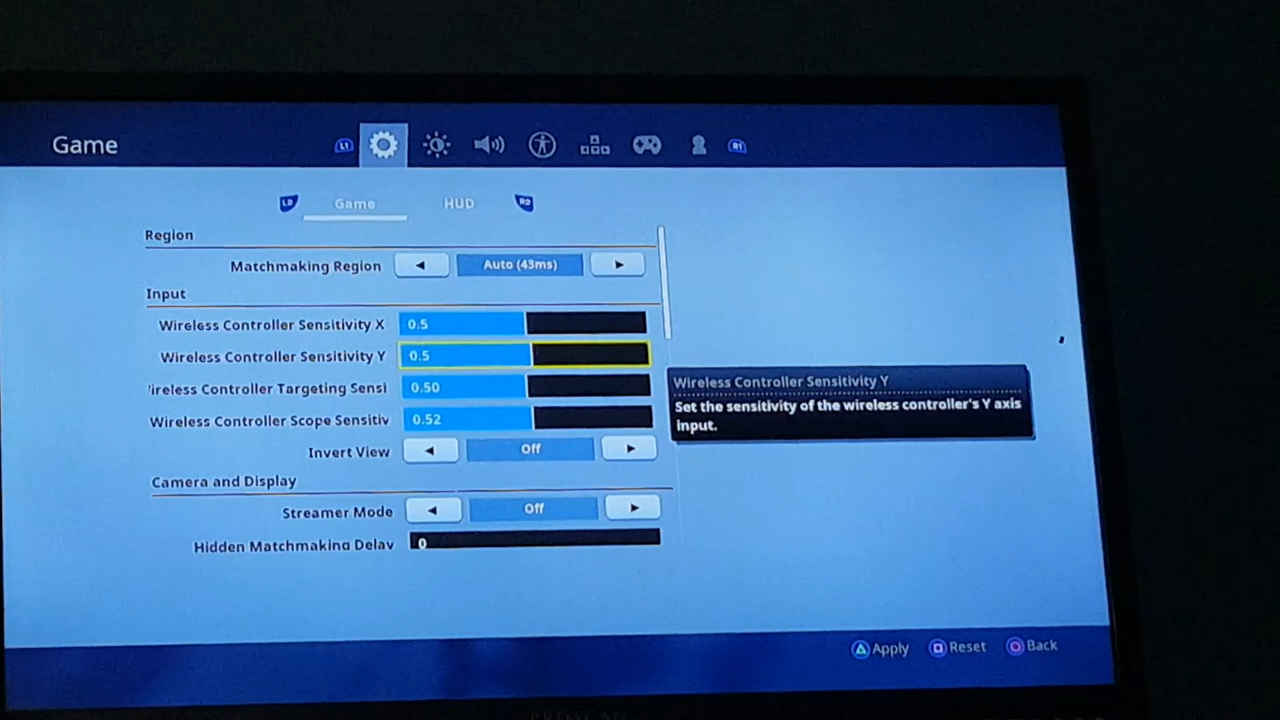 Game
L1
R1
L2
Game
HUD
R2
Region
Matchmaking Region
Auto (43ms)
Input
Wireless Controller Sensitivity X
0.5
Wireless Controller Sensitivity Y
0.5
ireless Controller Targeting Sensi
0.50
Wireless Controller Scope Sensitiv
0.52
Invert View
Off
Camera and Display
Streamer Mode
Off
Hidden Matchmaking Delay
0
Wireless Controller Sensitivity Y
Set the sensitivity of the wireless controller's Y axis
input.
Apply
Reset
Back